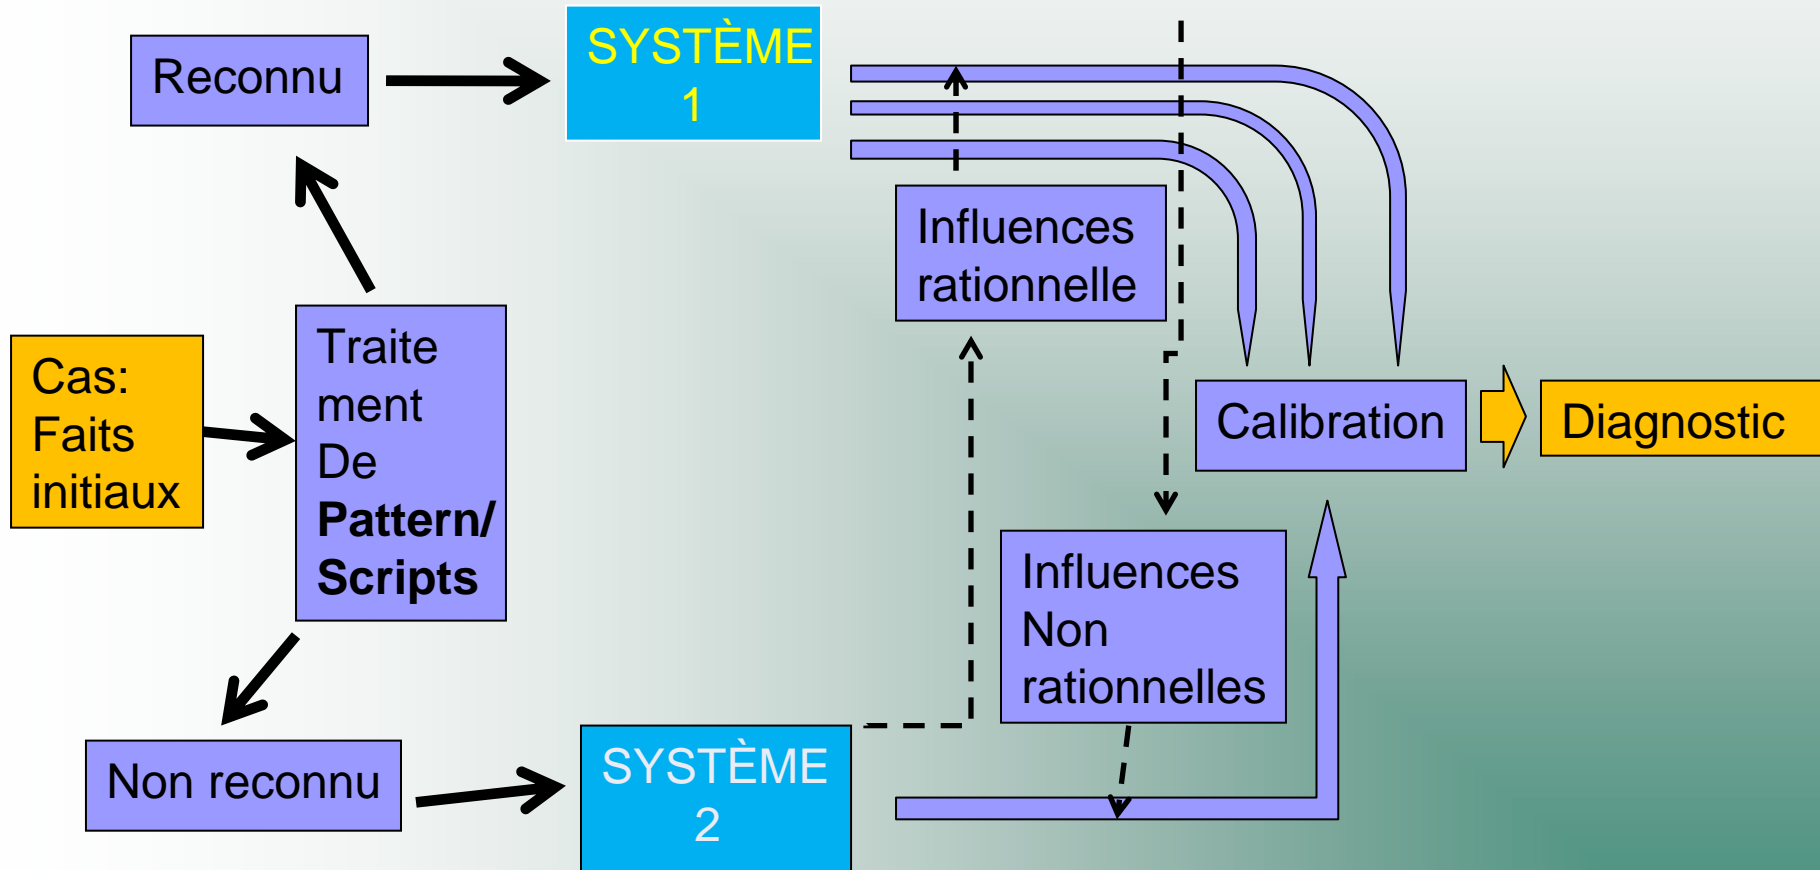 Reconnu
SYSTÈME
1
Influences
rationnelle
Cas:
Faits
initiaux
Traite
ment
De
Pattern/
Scripts
Calibration
Diagnostic
Influences
Non
rationnelles
Non reconnu
SYSTÈME
2